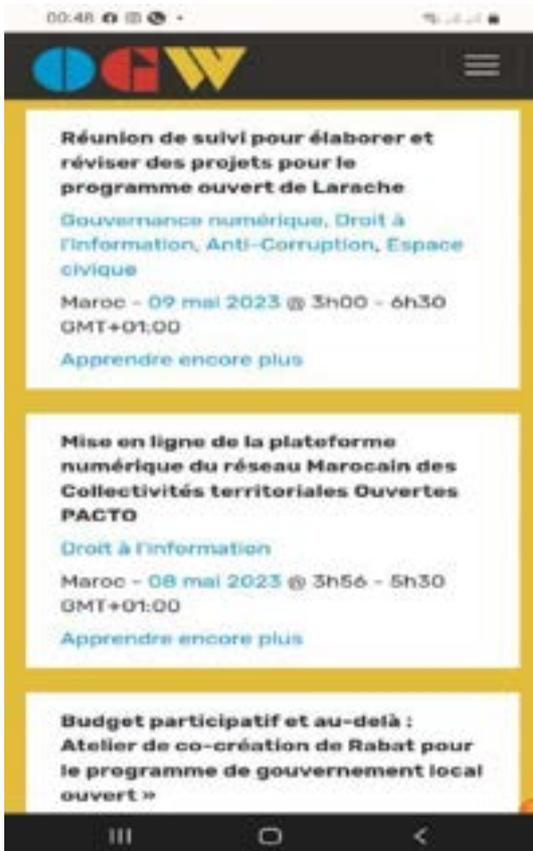 00:48
OGW
Réunion de suivi pour élaborer et
réviser des projets pour le
programme ouvert de Larache
Gouvernance numérique, Droit à
l'information, Anti-Corruption, Espace
civique
Maroc - 09 mai 2023 @ 3h00 - 6h30
GMT+01:00
Apprendre encore plus
Mise en ligne de la plateforme
numérique du réseau Marocain des
Collectivités territoriales Ouvertes
PACTO
Droit à l'information
Maroc - 08 mai 2023 @ 3h56 - 5h30
GMT+01:00
Apprendre encore plus
Budget participatif et au-delà :
Atelier de co-création de Rabat pour
le programme de gouvernement local
ouvert »